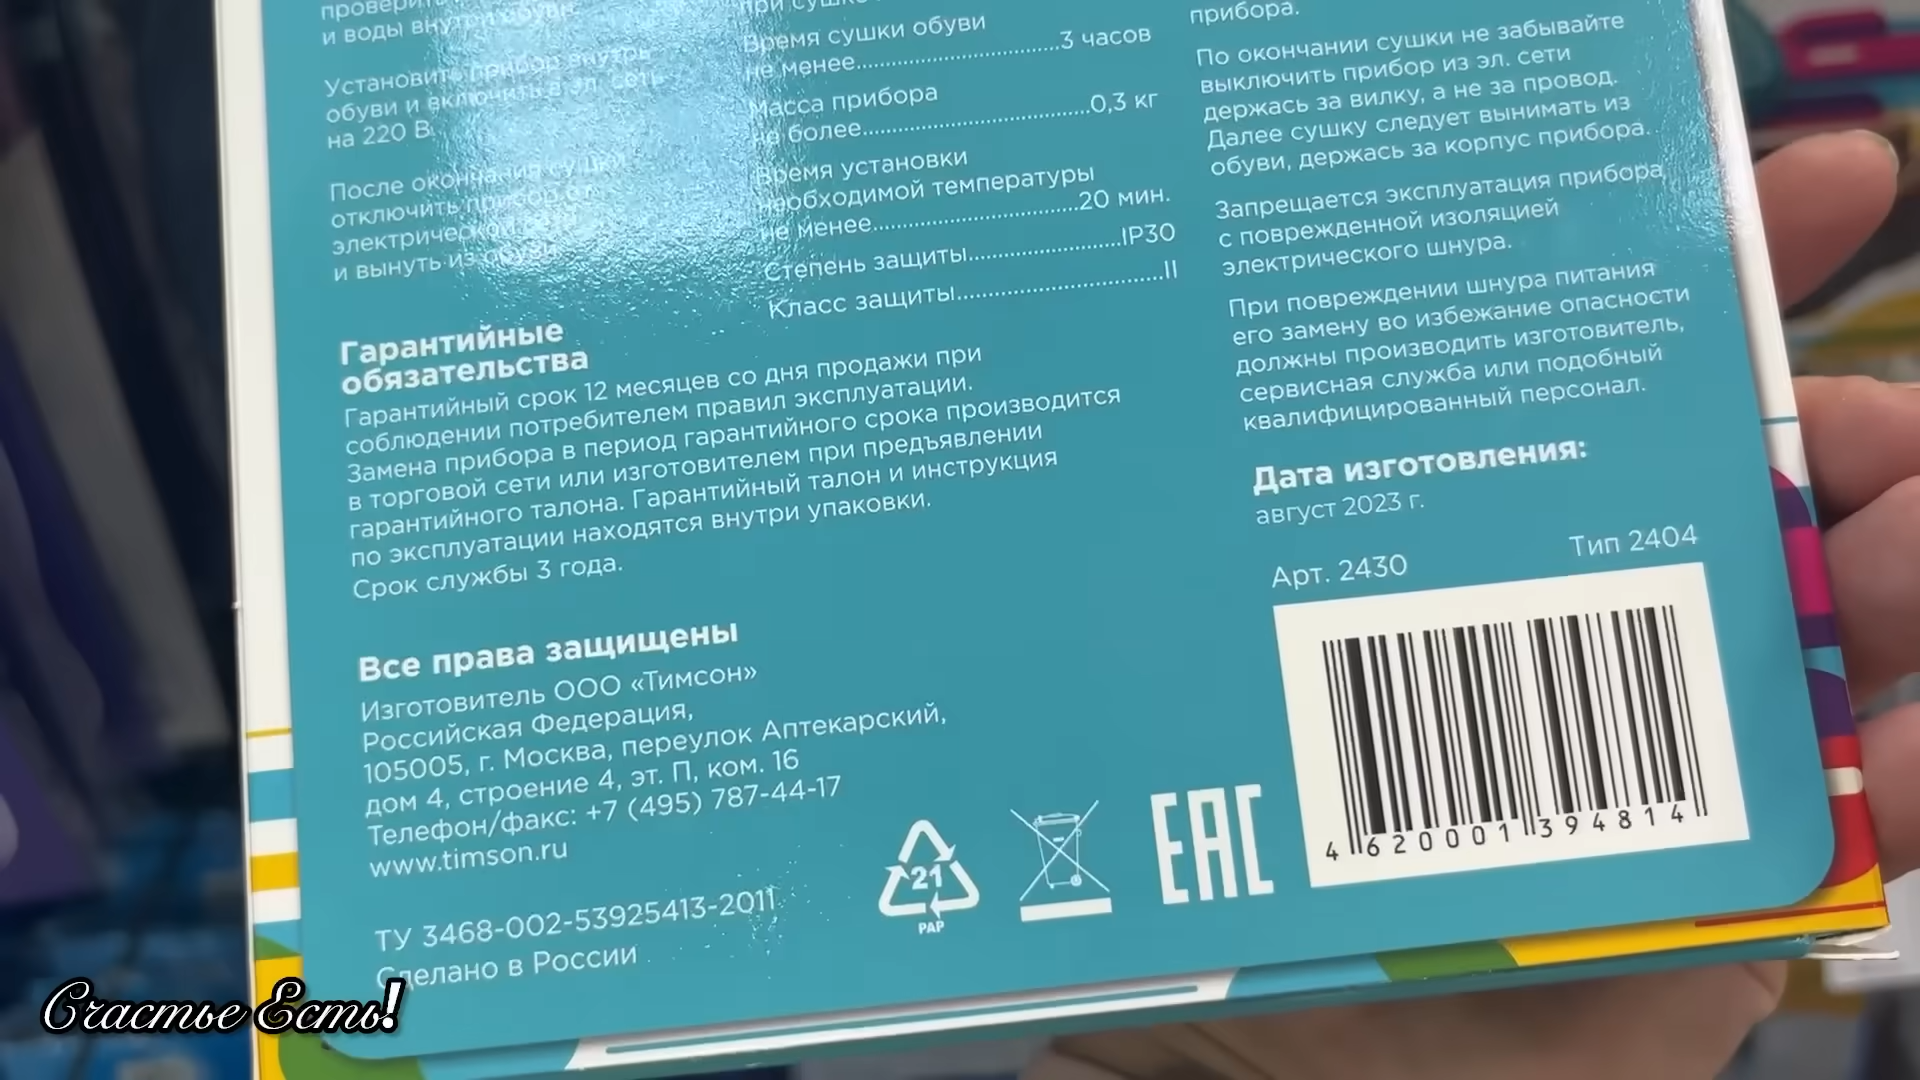 и воды внутри обуви.
Установить прибор внутрь
обуви и включить в эл. сеть
на 220 В.
После окончания сушки
отключить прибор от
электрической
и вынуть из обуви.
Гарантийные
обязательства
Гарантийный срок 12 месяцев со дня продажи при
соблюдении потребителем правил эксплуатации.
Замена прибора в период гарантийного срока производится
в торговой сети или изготовителем при предъявлении
гарантийного талона. Гарантийный талон и инструкция
по эксплуатации находятся внутри упаковки.
Срок службы 3 года.
Все права защищены
Изготовитель ООО «Тимсон»
Российская Федерация,
105005, г. Москва, переулок Аптекарский,
дом 4, строение 4, эт. П, ком. 16
Телефон/факс: +7 (495) 787-44-17
www.timson.ru
ТУ 3468-002-53925413-2011
Сделано в России
Время сушки обуви
не менее....................3 часов
Масса прибора
не более....................0,3 кг
Время установки
необходимой температуры
не менее....................20 мин.
Степень защиты....................IP30
Класс защиты....................II
21
PAP
EAC
прибора.
По окончании сушки не забывайте
выключить прибор из эл. сети
держась за вилку, а не за провод.
Далее сушку следует вынимать из
обуви, держась за корпус прибора.
Запрещается эксплуатация прибора
с поврежденной изоляцией
электрического шнура.
При повреждении шнура питания
его замену во избежание опасности
должны производить изготовитель,
сервисная служба или подобный
квалифицированный персонал.
Дата изготовления:
август 2023 г.
Арт. 2430 Тип 2404
4 620001 394814
Счастье Есть!